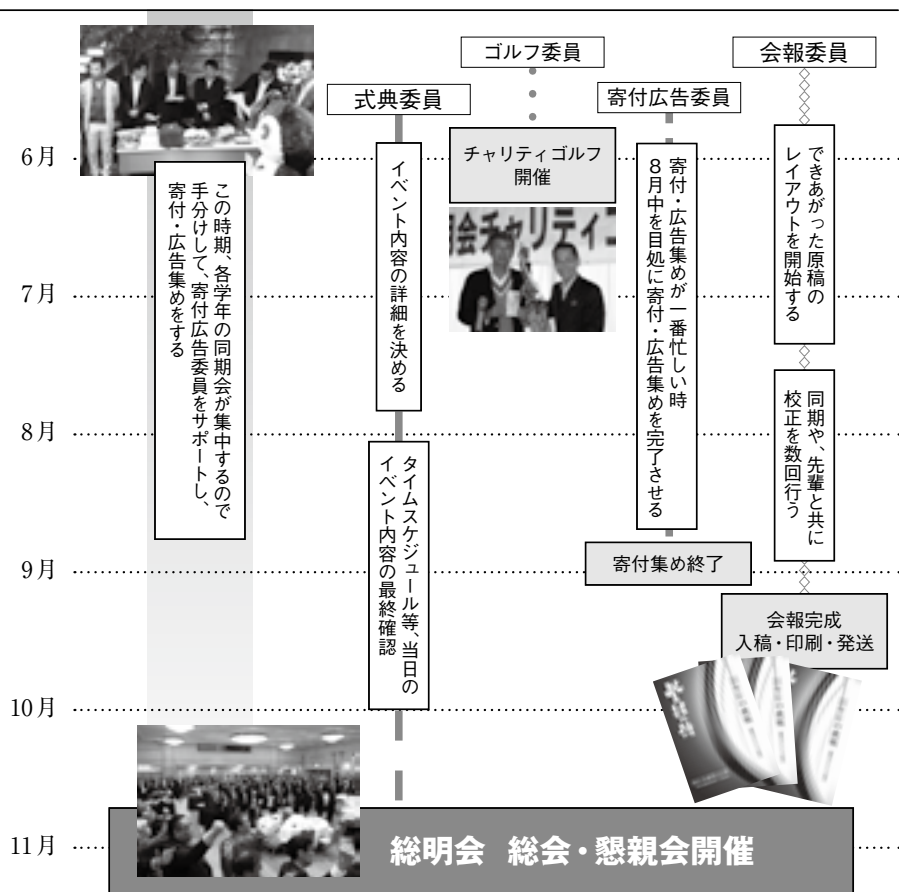 ゴルフ委員
会報委員
式典委員
寄付広告委員
6月
7月
8月
9月
10月
11月
この時期、各学年の同期会が集中するので
手分けして、寄付広告委員をサポートし、
寄付・広告集めをする
イベント内容の詳細を決める
タイムスケジュール等、当日の
イベント内容の最終確認
チャリティゴルフ
開催
明会チャリティコ
寄付・広告集めが一番忙しい時
8月中を目処に寄付・広告集めを完了させる
寄付集め終了
できあがった原稿の
レイアウトを開始する
同期や、先輩と共に
校正を数回行う
会報完成
入稿・印刷・発送
総明会 総会・懇親会開催